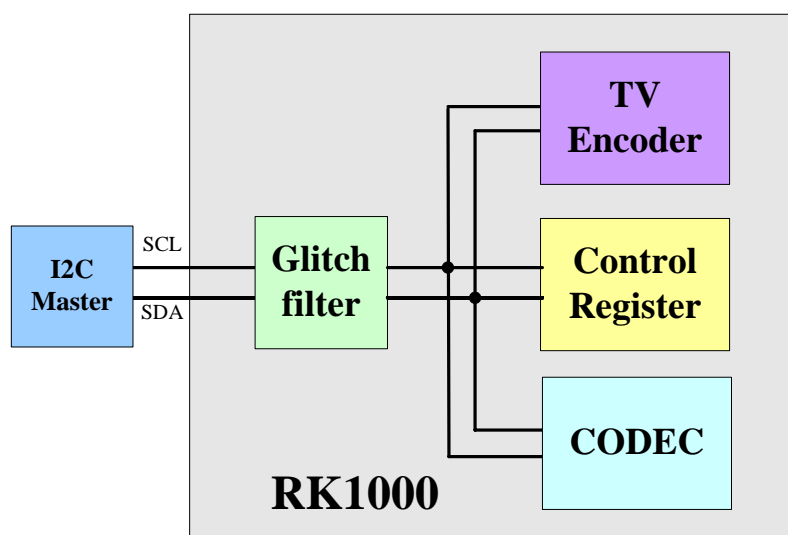 I2C
Master
SCL
SDA
Glitch
filter
TV
Encoder
Control
Register
CODEC
RK1000